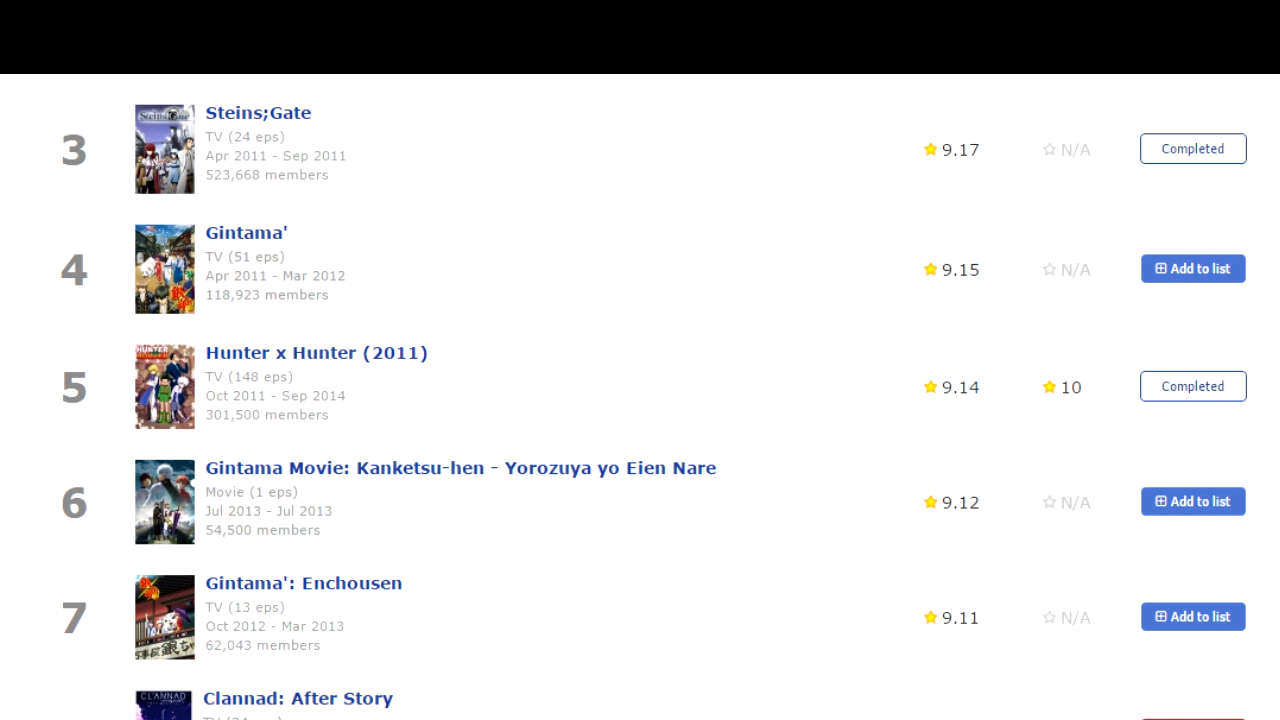 3
Steins;Gate
TV (24 eps)
Apr 2011 - Sep 2011
523,668 members
9.17
N/A
Completed
4
Gintama'
TV (51 eps)
Apr 2011 - Mar 2012
118,923 members
9.15
N/A
Add to list
5
HUNTER
Hunter x Hunter (2011)
TV (148 eps)
Oct 2011 - Sep 2014
301,500 members
9.14
10
Completed
6
Gintama Movie: Kanketsu-hen - Yorozuya yo Eien Nare
Movie (1 eps)
Jul 2013 - Jul 2013
54,500 members
9.12
N/A
Add to list
7
Gintama': Enchousen
TV (13 eps)
Oct 2012 - Mar 2013
62,043 members
9.11
N/A
Add to list
CLANNAD
Clannad: After Story